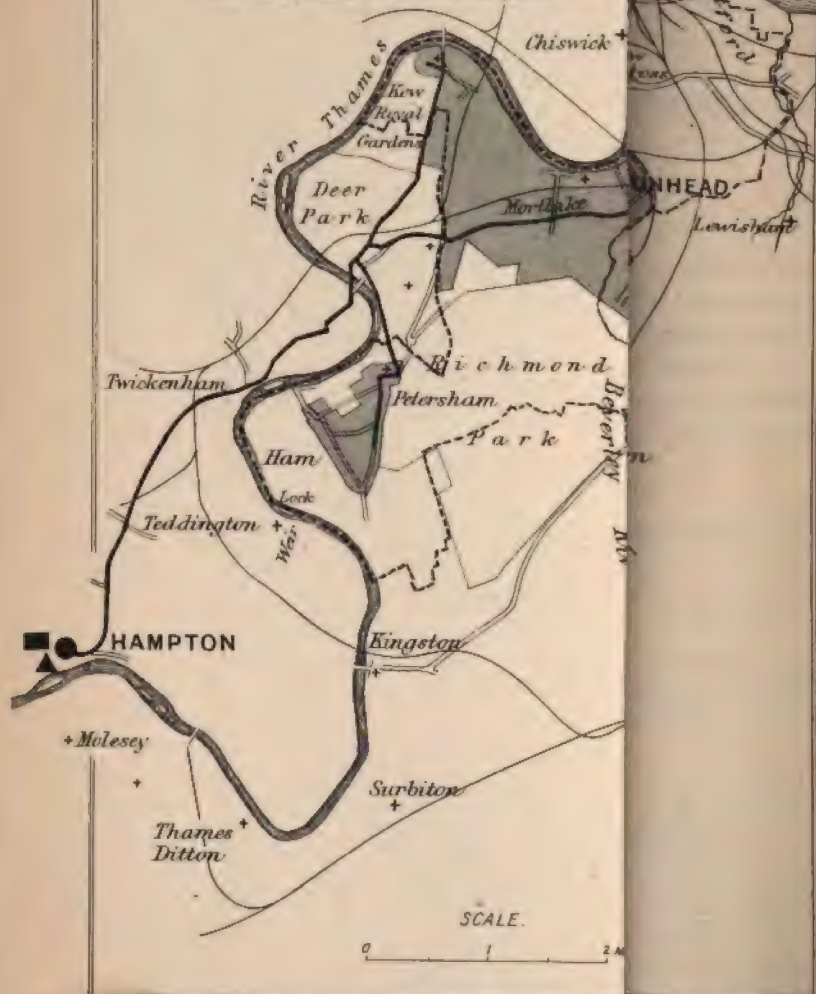 Chiswick
River Thames
Kew
Royal
Gardens
Deer
Park
Mortlake
NHEAD
Lewisham
Richmond
Park
Twickenham
Petersham
Beverley
Ham
Lock
Teddington
Weir
HAMPTON
Kingston
Molesey
Surbiton
Thames
Ditton
SCALE.
0 1 2